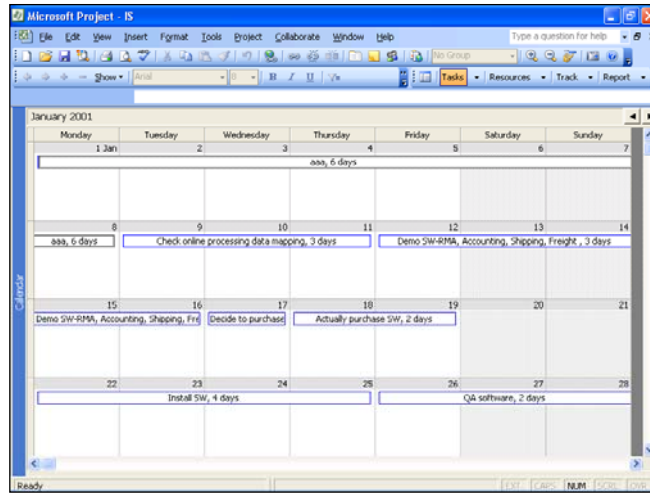 Microsoft Project - IS
File Edit View Insert Format Tools Project Collaborate Window Help Type a question for help
No Group
Show Arial 8 B I U Tasks Resources Track Report
January 2001
Monday Tuesday Wednesday Thursday Friday Saturday Sunday
1 Jan 2 3 4 5 6 7
aaa, 6 days
8 9 10 11 12 13 14
aaa, 6 days Check online processing data mapping, 3 days Demo SW-RMA, Accounting, Shipping, Freight , 3 days
Calendar
15 16 17 18 19 20 21
Demo SW-RMA, Accounting, Shipping, Fre Decide to purchase Actually purchase SW, 2 days
22 23 24 25 26 27 28
Install SW, 4 days QA software, 2 days
Ready EXT CAPS NUM SCRL OVR